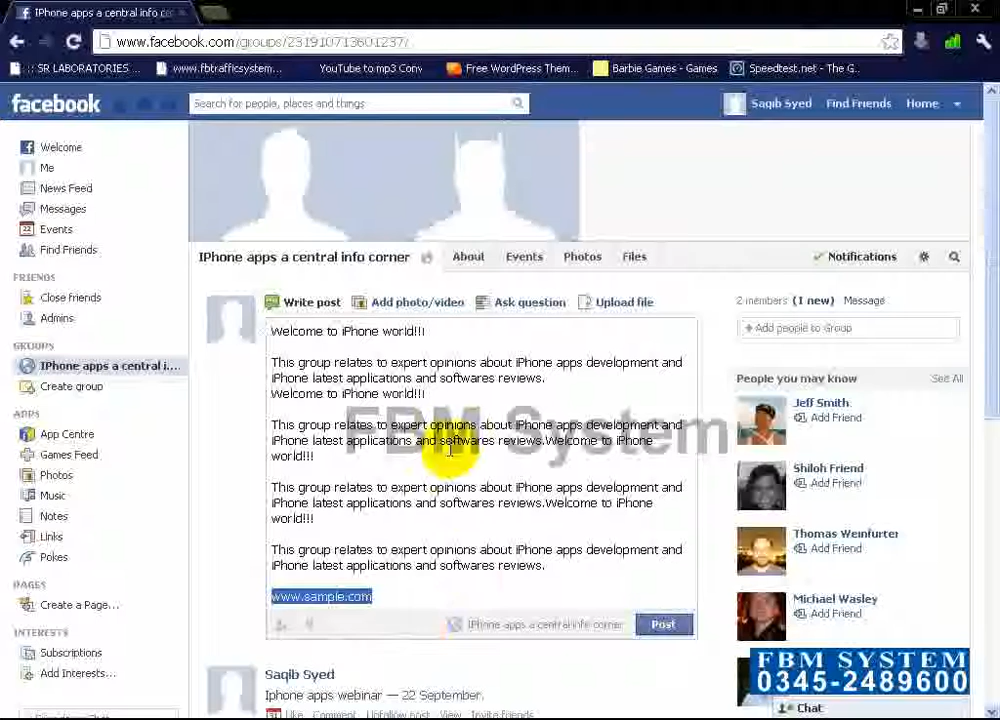 IPhone apps a central info co
www.facebook.com/groups/231910713601237/
:: SR LABORATORIES ...
www.fbtrafficsystem...
YouTube to mp3 Conv
Free WordPress Them...
Barbie Games - Games
Speedtest.net - The G..
facebook
Search for people, places and things
Saqib Syed
Find Friends
Home
Welcome
Me
News Feed
Messages
Events
Find Friends
FRIENDS
Close friends
Admins
GROUPS
IPhone apps a central i....
Create group
APPS
App Centre
Games Feed
Photos
Music
Notes
Links
Pokes
PAGES
Create a Page...
INTERESTS
Subscriptions
Add Interests...
IPhone apps a central info corner
About
Events
Photos
Files
Notifications
Write post
Add photo/video
Ask question
Upload file
Welcome to iPhone world!!!
This group relates to expert opinions about iPhone apps development and
iPhone latest applications and softwares reviews.
Welcome to iPhone world!!!
This group relates to expert opinions about iPhone apps development and
iPhone latest applications and softwares reviews.Welcome to iPhone
world!!!
This group relates to expert opinions about iPhone apps development and
iPhone latest applications and softwares reviews.Welcome to iPhone
world!!!
This group relates to expert opinions about iPhone apps development and
iPhone latest applications and softwares reviews.
www.sample.com
IPhone apps a central info corner
Post
FBM System
Saqib Syed
Iphone apps webinar — 22 September.
Like Comment Unfollow post View Invite friends
2 members (1 new) Message
+ Add people to Group
People you may know
See All
Jeff Smith
Add Friend
Shiloh Friend
Add Friend
Thomas Weinfurter
Add Friend
Michael Wasley
Add Friend
FBM SYSTEM
0345-2489600
Chat